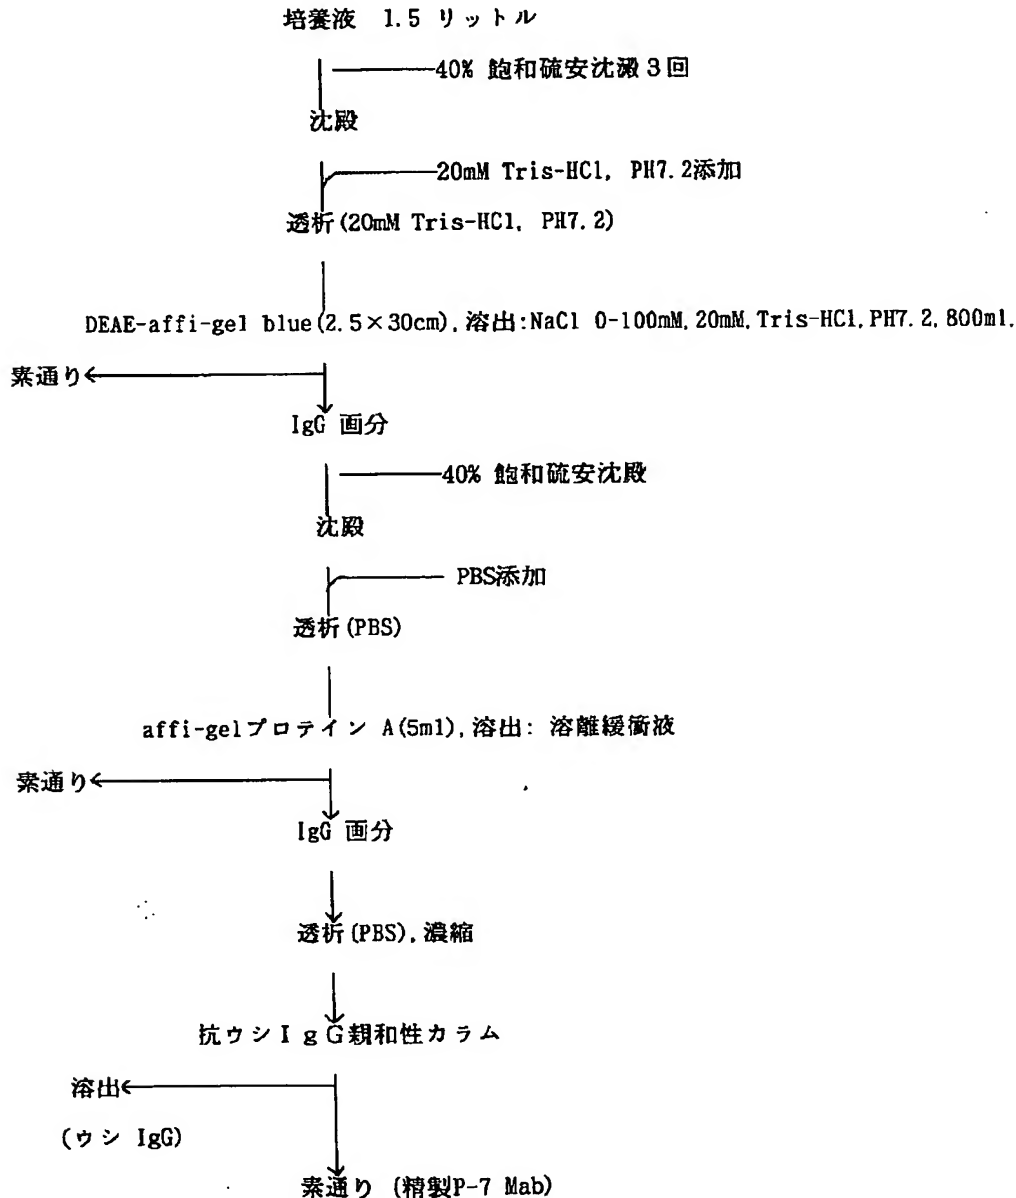 培養液 1.5 リットル
40% 飽和硫安沈澱3回
沈殿
20mM Tris-HCl, PH7.2添加
透析(20mM Tris-HCl, PH7.2)
DEAE-affi-gel blue(2.5×30cm),溶出:NaCl 0-100mM,20mM,Tris-HCl,PH7.2,800ml.
素通り
IgG 画分
40% 飽和硫安沈殿
沈殿
PBS添加
透析(PBS)
affi-gelプロテイン A(5ml),溶出: 溶離緩衝液
素通り
IgG 画分
透析(PBS),濃縮
抗ウシIgG親和性カラム
溶出
(ウシ IgG)
素通り (精製P-7 Mab)